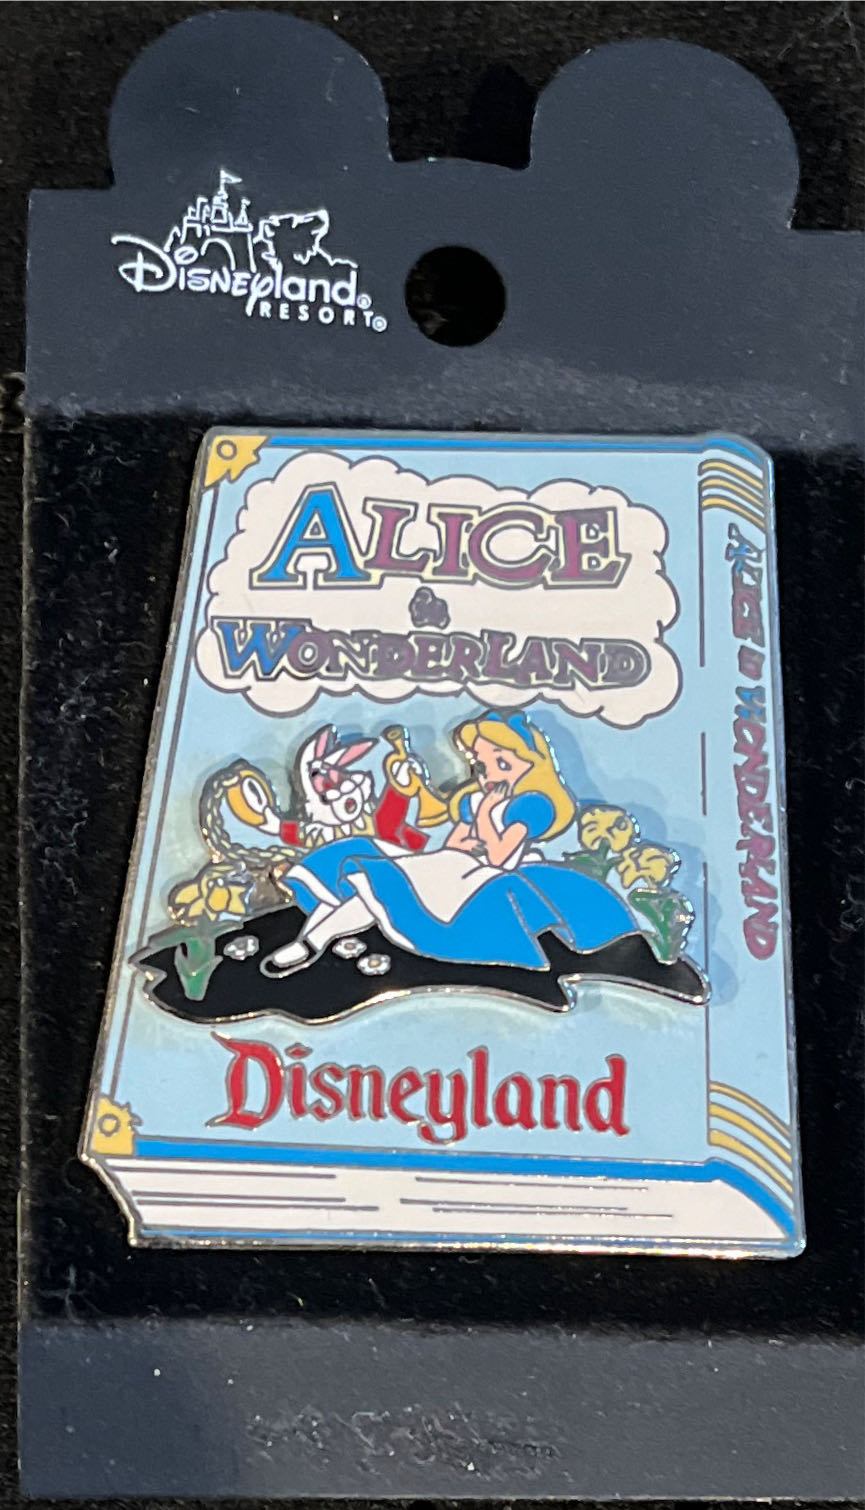 Disneyland®
RESORT®
ALICE
in
WONDERLAND
ALICE in WONDERLAND
Disneyland